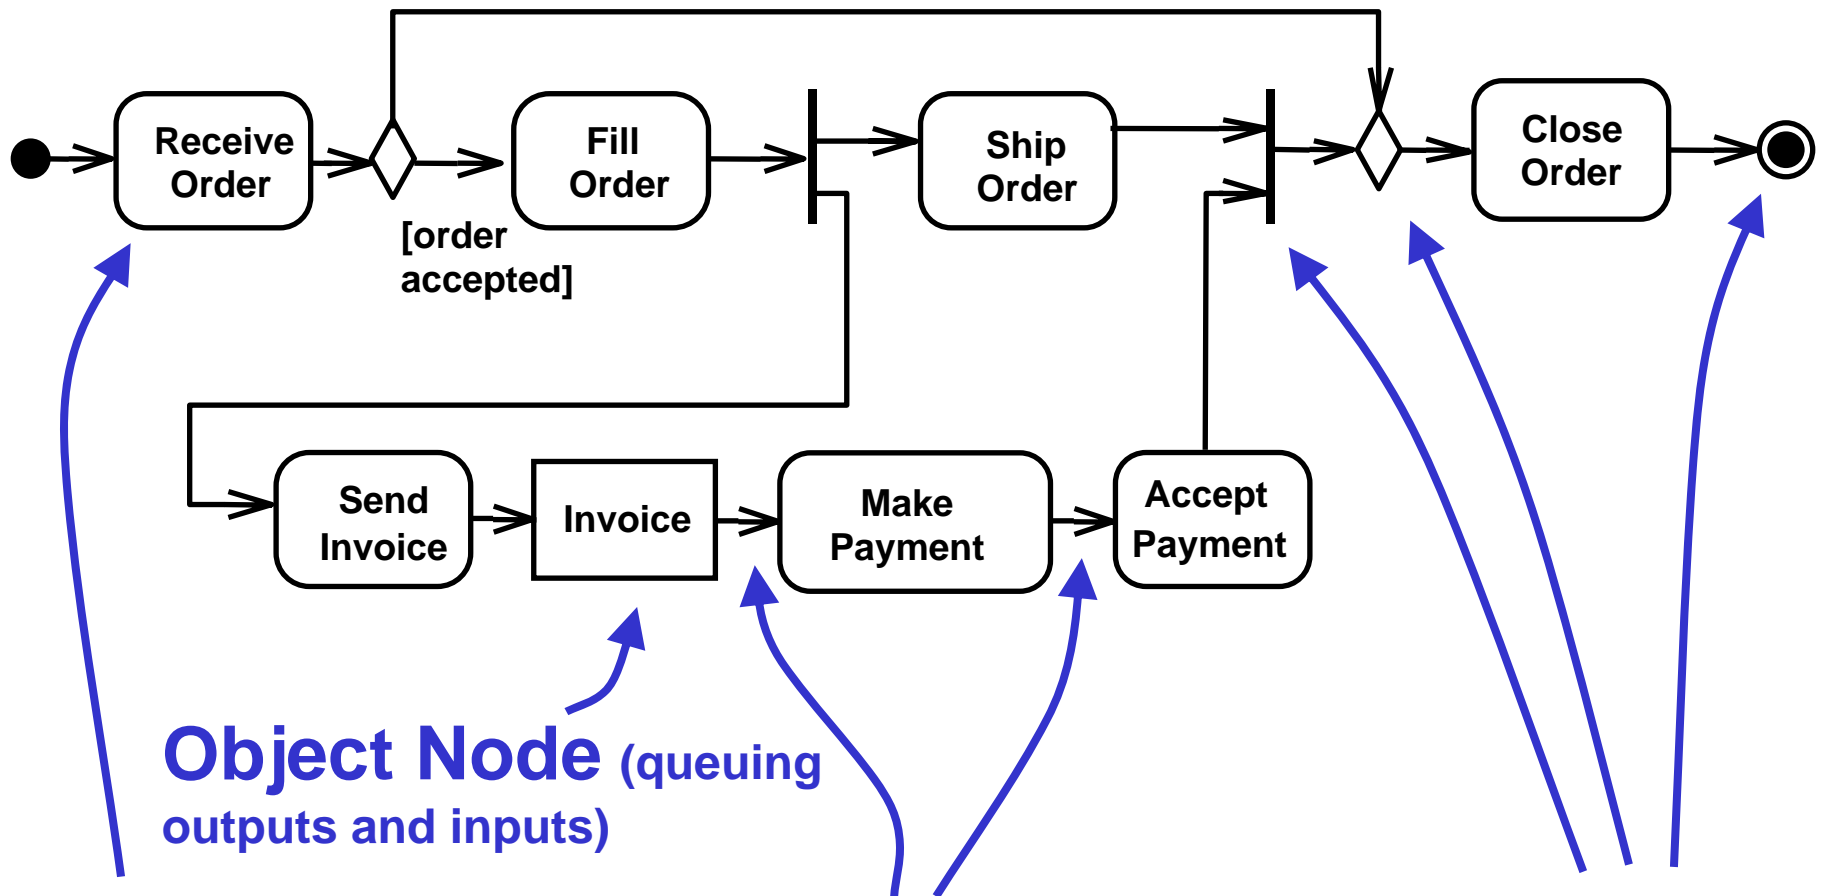 Receive
Order
Fill
Order
Ship
Order
Close
Order
[order
accepted]
Send
Invoice
Invoice
Make
Payment
Accept
Payment
Object Node (queuing
outputs and inputs)